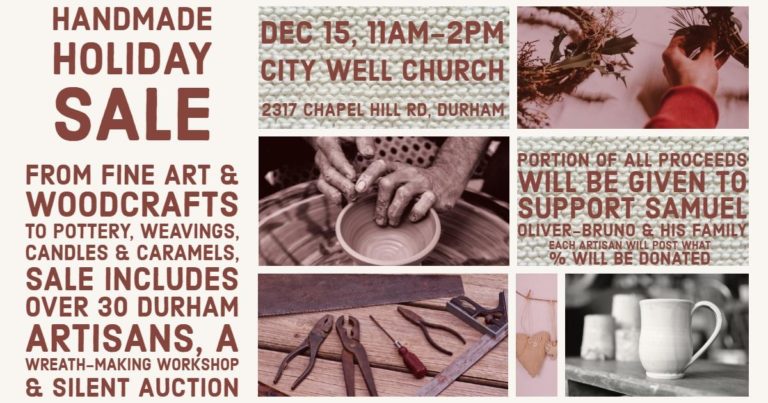 HANDMADE
HOLIDAY
SALE
FROM FINE ART &
WOODCRAFTS
TO POTTERY, WEAVINGS,
CANDLES & CARAMELS,
SALE INCLUDES
OVER 30 DURHAM
ARTISANS, A
WREATH-MAKING WORKSHOP
& SILENT AUCTION
DEC 15, 11AM-2PM
CITY WELL CHURCH
2317 CHAPEL HILL RD, DURHAM
PORTION OF ALL PROCEEDS
WILL BE GIVEN TO
SUPPORT SAMUEL
OLIVER-BRUNO & HIS FAMILY
EACH ARTISAN WILL POST WHAT
% WILL BE DONATED